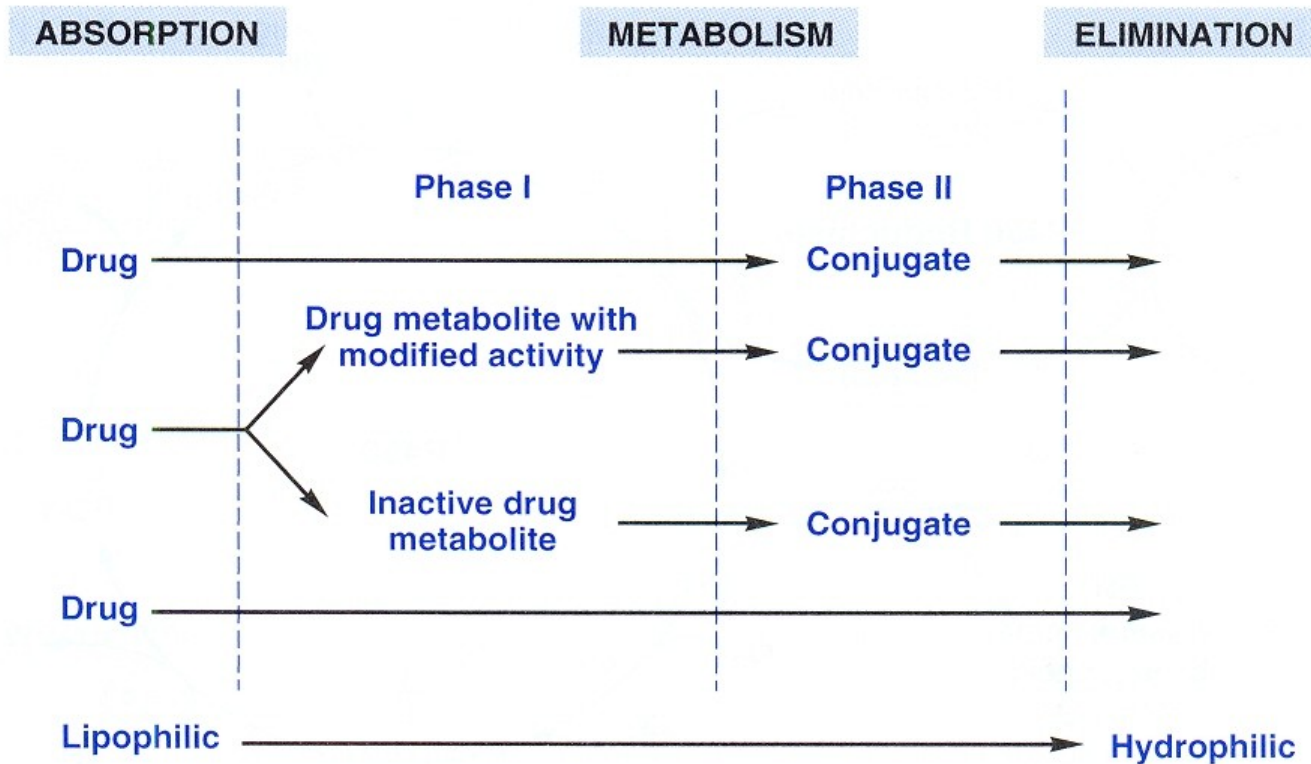 ABSORPTION METABOLISM ELIMINATION
Phase I Phase II
Drug Conjugate
Drug metabolite with
modified activity Conjugate
Drug
Inactive drug
metabolite Conjugate
Drug
Lipophilic Hydrophilic